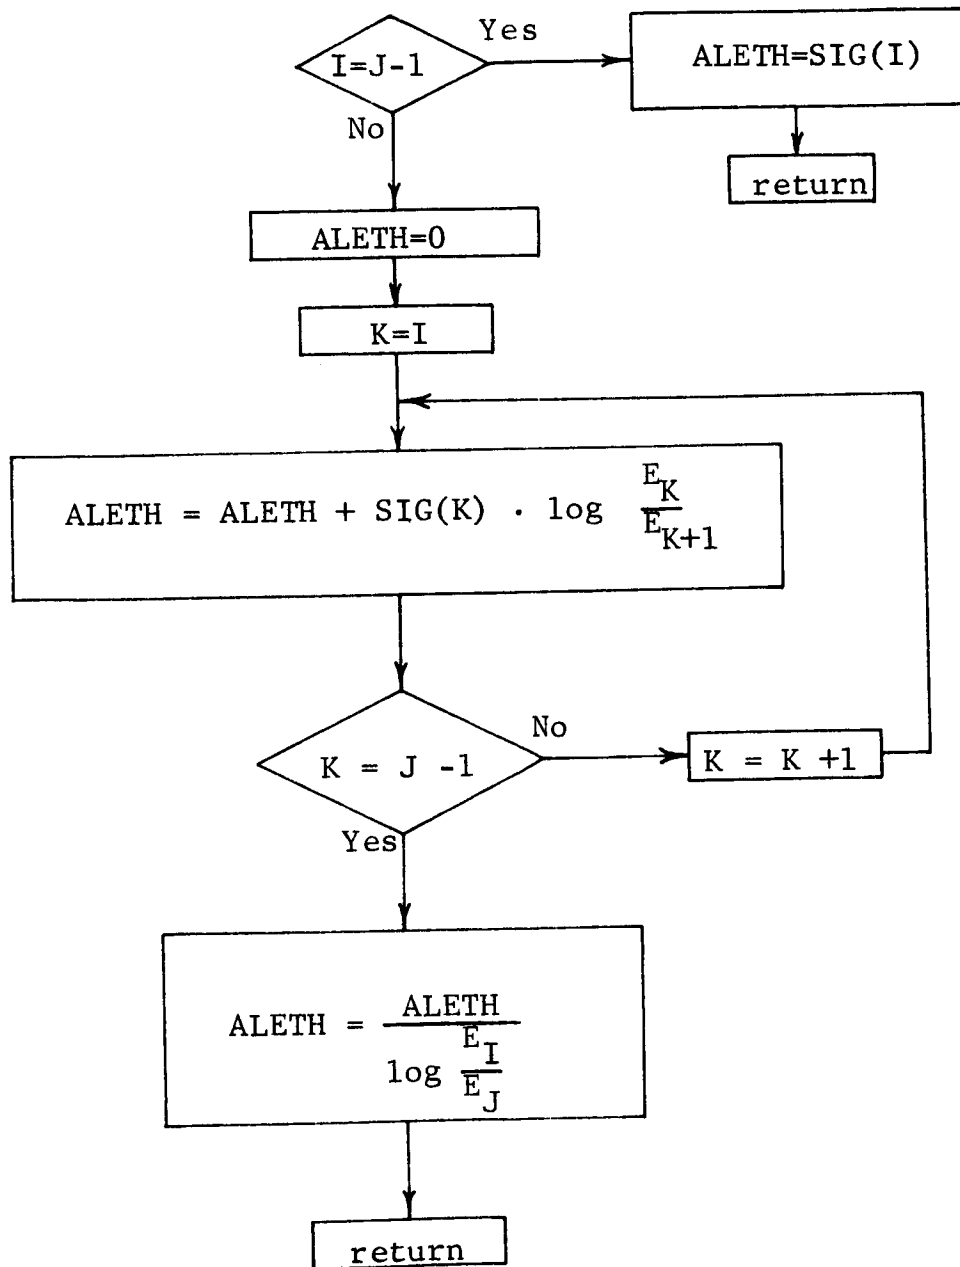 I=J-1
Yes
ALETH=SIG(I)
return
No
ALETH=0
K=I
ALETH = ALETH + SIG(K) . log E_K / E_K+1
K = J -1
No
K = K +1
Yes
ALETH = ALETH / log E_I / E_J
return